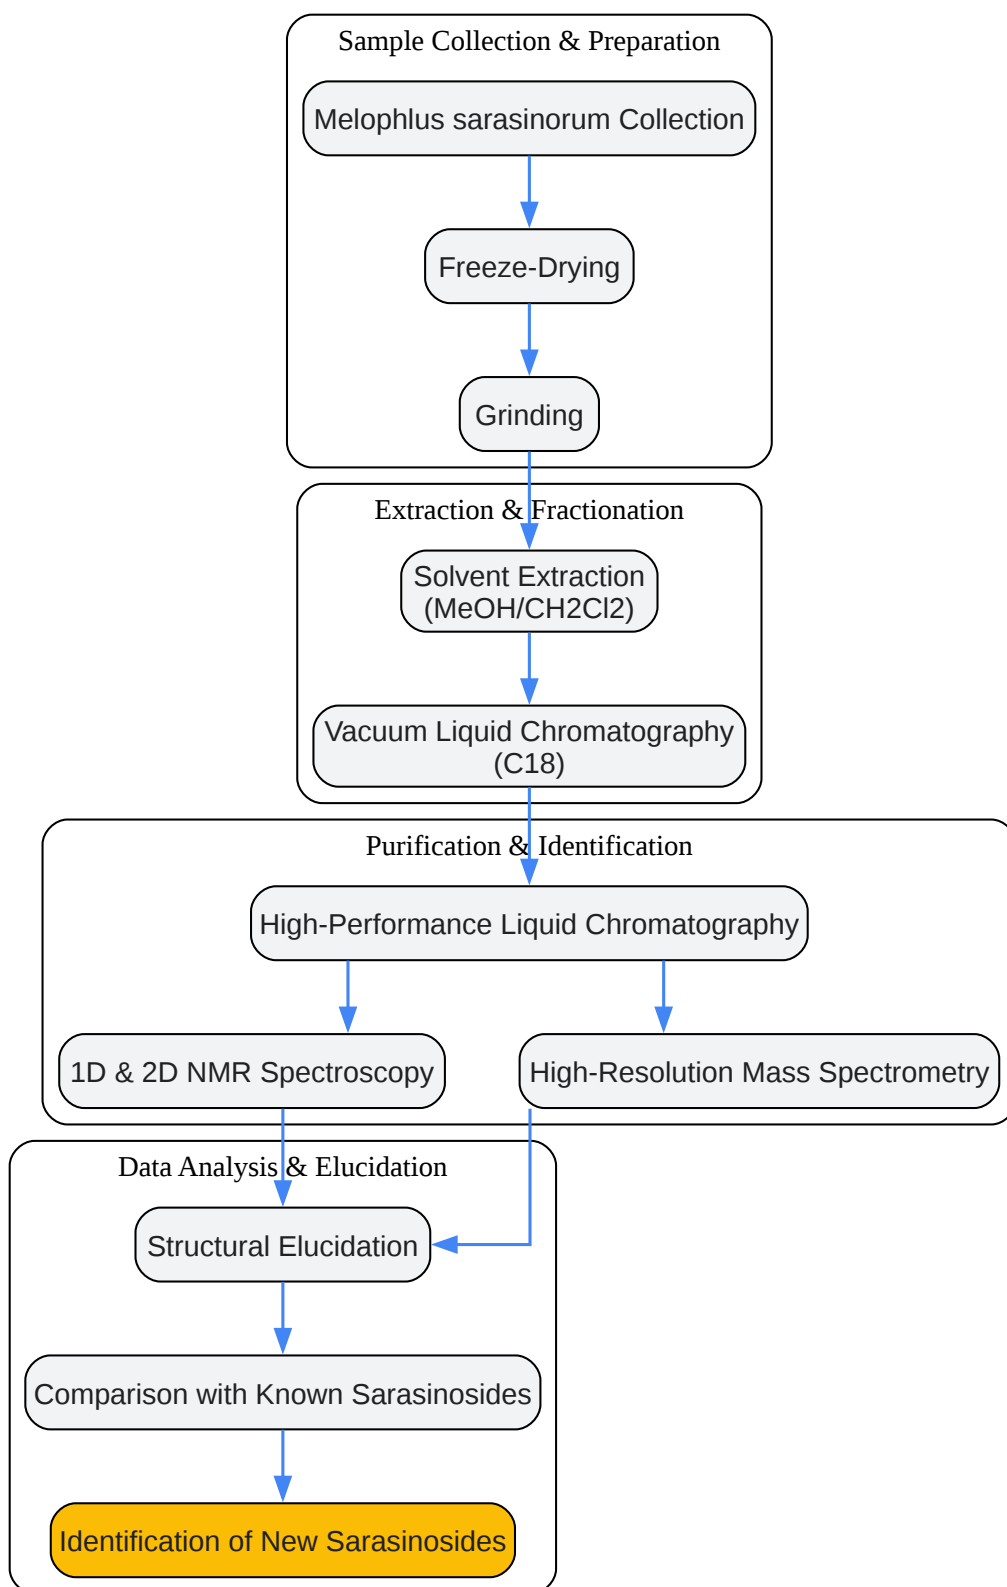 Sample Collection & Preparation
Melophlus sarasinorum Collection
Freeze-Drying
Grinding
Extraction & Fractionation
Solvent Extraction
(MeOH/CH2Cl2)
Vacuum Liquid Chromatography
(C18)
Purification & Identification
High-Performance Liquid Chromatography
1D & 2D NMR Spectroscopy
High-Resolution Mass Spectrometry
Data Analysis & Elucidation
Structural Elucidation
Comparison with Known Sarasinosides
Identification of New Sarasinosides